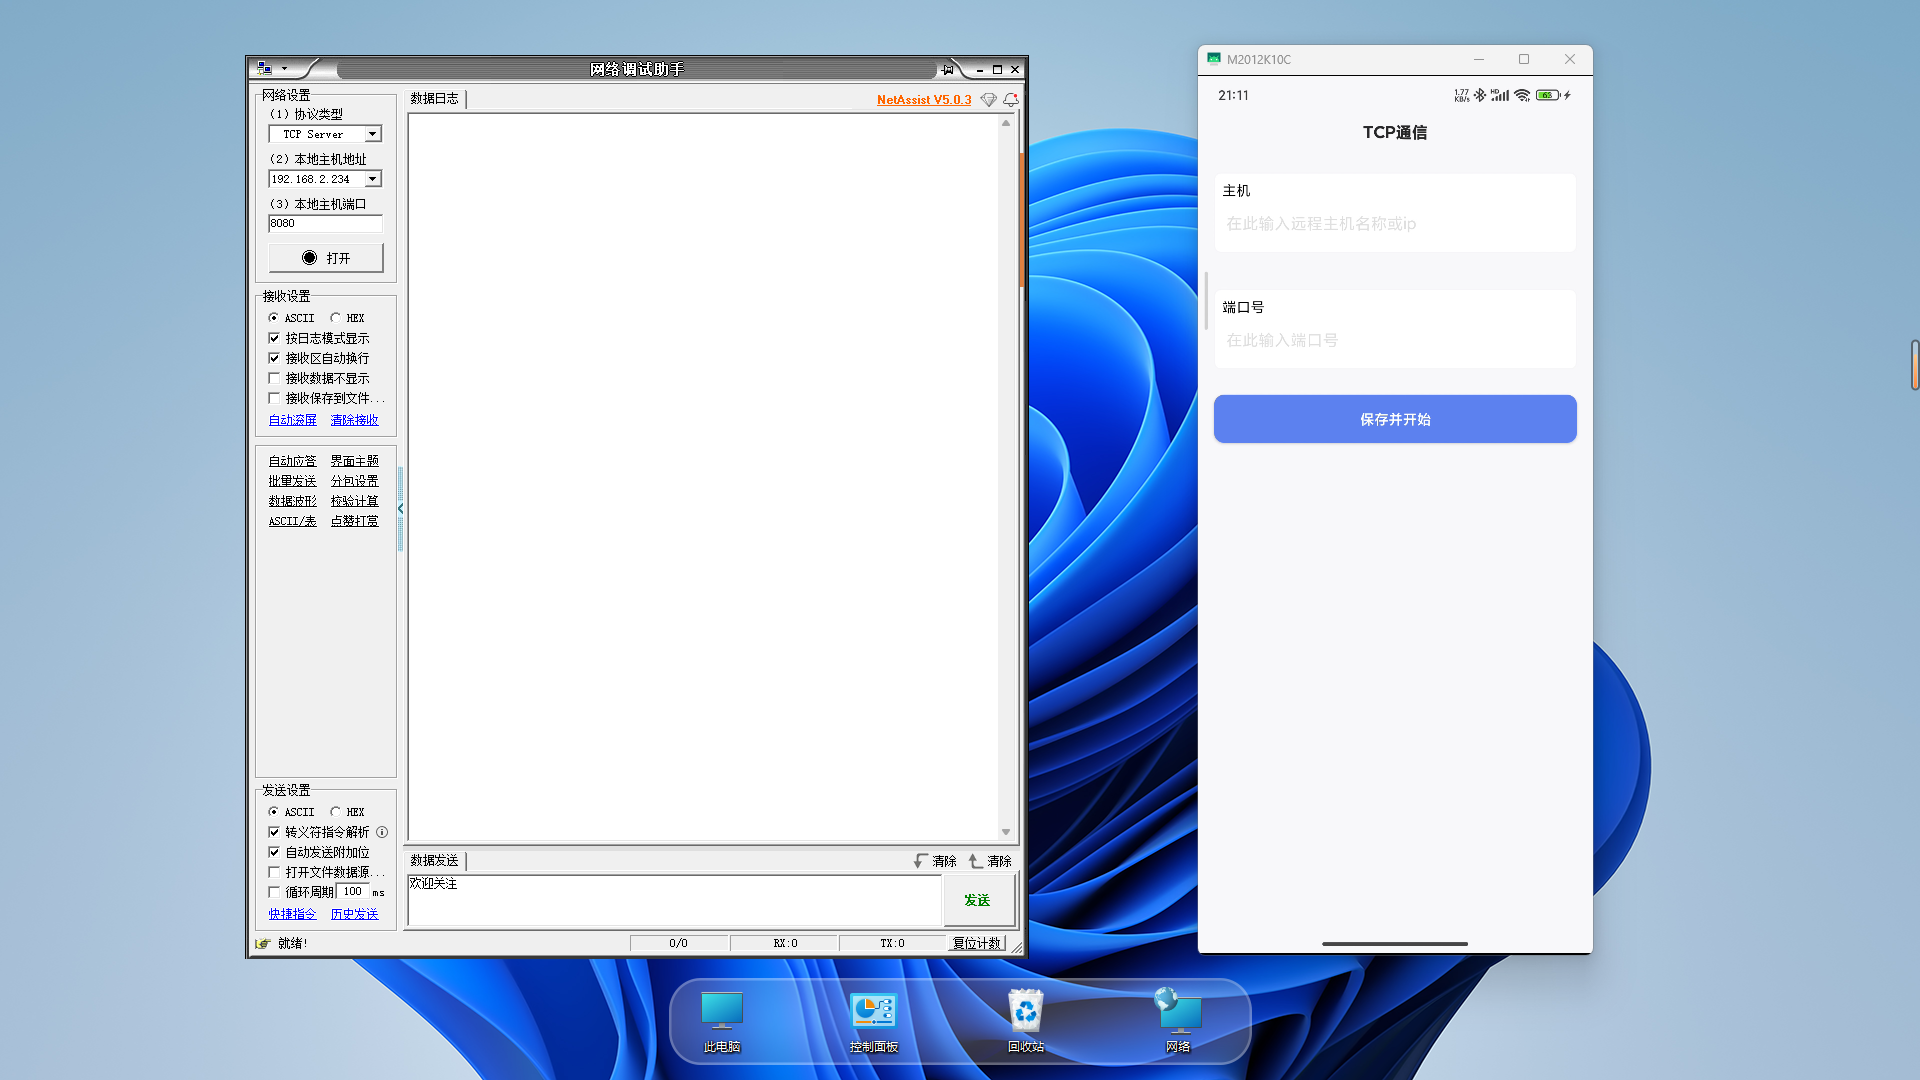 网络调试助手
网络设置
（1）协议类型
TCP Server
（2）本地主机地址
192.168.2.234
（3）本地主机端口
8080
打开
接收设置
ASCII HEX
按日志模式显示
接收区自动换行
接收数据不显示
接收保存到文件...
自动滚屏 清除接收
自动应答 界面主题
批量发送 分包设置
数据波形 校验计算
ASCII/表 点赞打赏
发送设置
ASCII HEX
转义符指令解析
自动发送附加位
打开文件数据源...
循环周期 100 ms
快捷指令 历史发送
数据日志
NetAssist V5.0.3
数据发送
清除 清除
欢迎关注
发送
就绪!
0/0 RX:0 TX:0 复位计数
M2012K10C
21:11
1.77 KB/s HD 63
TCP通信
主机
在此输入远程主机名称或ip
端口号
在此输入端口号
保存并开始
此电脑 控制面板 回收站 网络